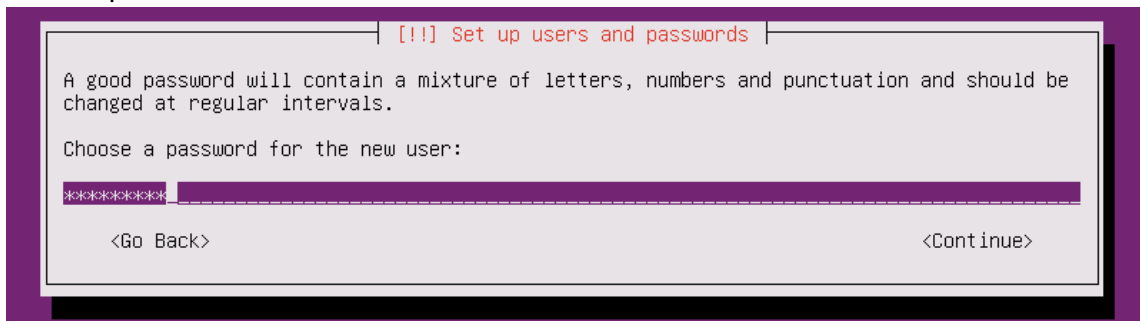 [!!] Set up users and passwords
A good password will contain a mixture of letters, numbers and punctuation and should be
changed at regular intervals.
Choose a password for the new user:
*********_
<Go Back> <Continue>